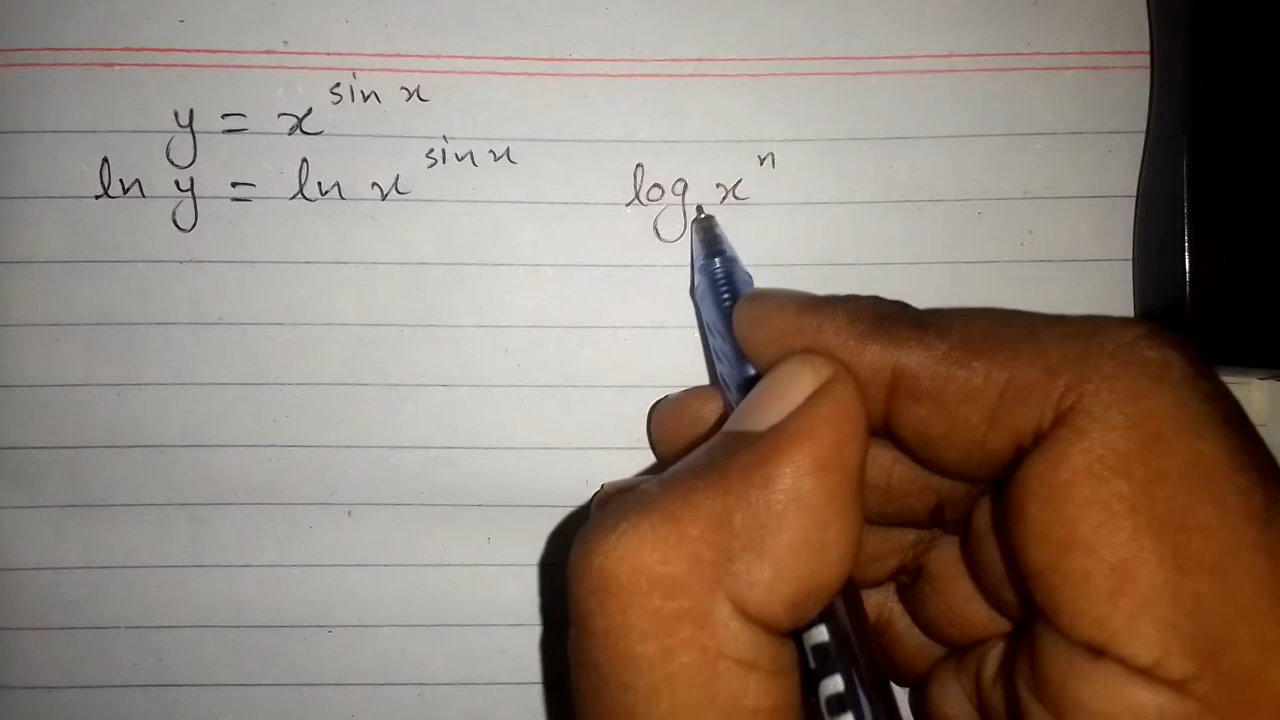 y = x^sin x
ln y = ln x^sin x
log x^n